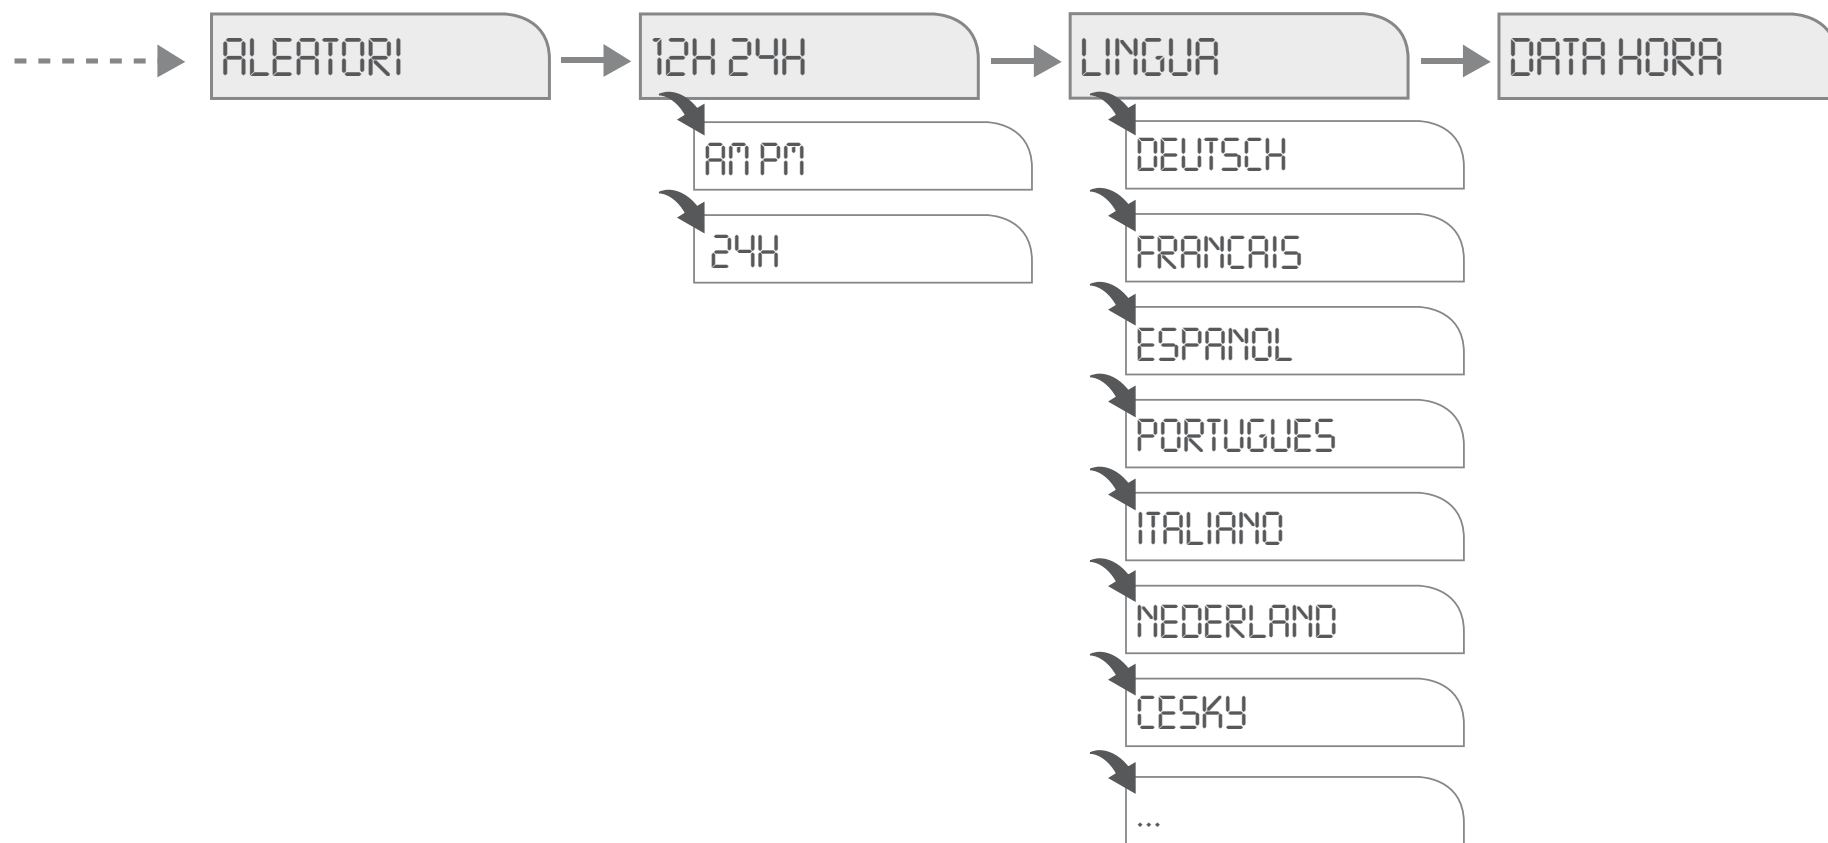 ALEATORI
12H 24H
AM PM
24H
LINGUA
DEUTSCH
FRANCAIS
ESPANOL
PORTUGUES
ITALIANO
NEDERLAND
CESKY
...
DATA HORA